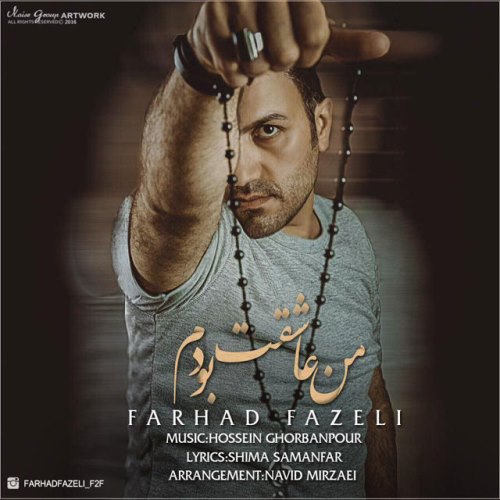 Noise Group ARTWORK
ALL RIGHTS RESERVED© 2016
من عاشقت بودم
FARHAD FAZELI
MUSIC:HOSSEIN GHORBANPOUR
LYRICS:SHIMA SAMANFAR
ARRANGEMENT:NAVID MIRZAEI
FARHADFAZELI_F2F